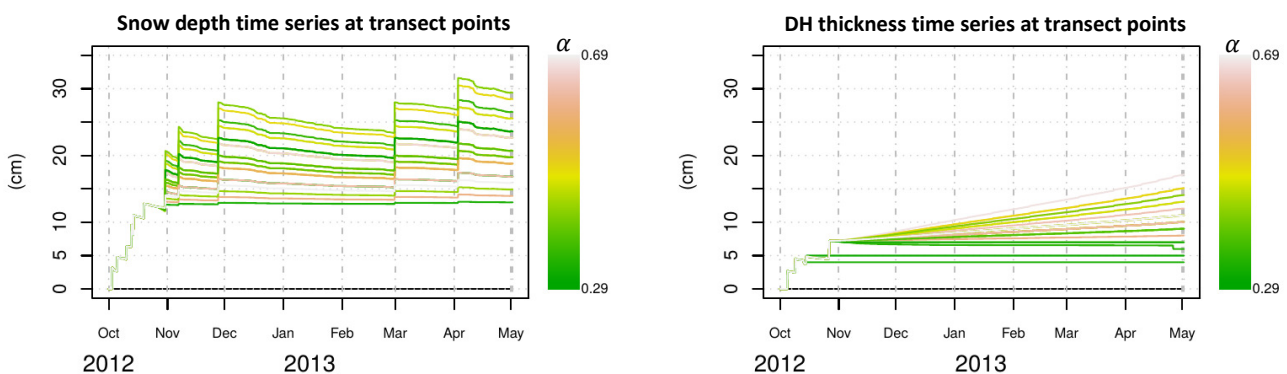 Snow depth time series at transect points
α
0.69
30
20
10
5
0
(cm)
0.29
Oct Nov Dec Jan Feb Mar Apr May
2012 2013
DH thickness time series at transect points
α
0.69
30
20
10
5
0
(cm)
0.29
Oct Nov Dec Jan Feb Mar Apr May
2012 2013